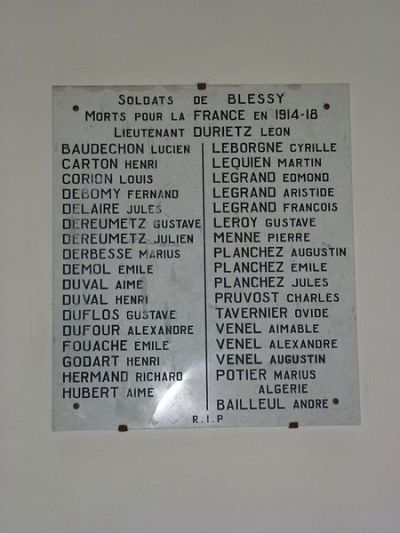 SOLDATS DE BLESSY
MORTS POUR LA FRANCE EN 1914-18
LIEUTENANT DURIETZ LEON
BAUDECHON LUCIEN
CARTON HENRI
CORION LOUIS
DEBOMY FERNAND
DELAIRE JULES
DEREUMETZ GUSTAVE
DEREUMETZ JULIEN
DERBESSE MARIUS
DEMOL EMILE
DUVAL AIME
DUVAL HENRI
DUFLOS GUSTAVE
DUFOUR ALEXANDRE
FOUACHE EMILE
GODART HENRI
HERMAND RICHARD
HUBERT AIME
LEBORGNE CYRILLE
LEQUIEN MARTIN
LEGRAND EDMOND
LEGRAND ARISTIDE
LEGRAND FRANÇOIS
LEROY GUSTAVE
MENNE PIERRE
PLANCHEZ AUGUSTIN
PLANCHEZ EMILE
PLANCHEZ JULES
PRUVOST CHARLES
TAVERNIER OVIDE
VENEL AIMABLE
VENEL ALEXANDRE
VENEL AUGUSTIN
POTIER MARIUS
ALGERIE
BAILLEUL ANDRÉ
R.I.P